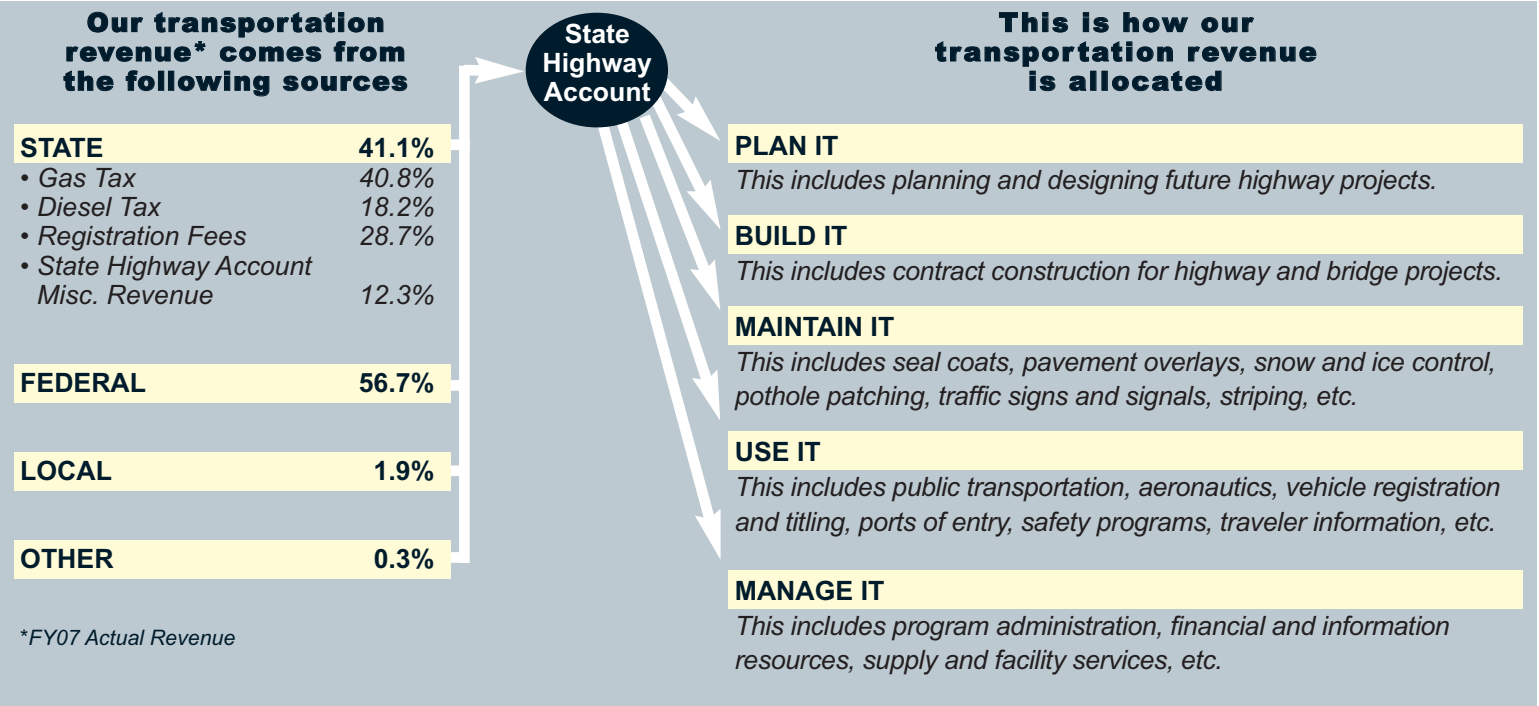 Our transportation
revenue* comes from
the following sources
STATE 41.1%
• Gas Tax 40.8%
• Diesel Tax 18.2%
• Registration Fees 28.7%
• State Highway Account
Misc. Revenue 12.3%
FEDERAL 56.7%
LOCAL 1.9%
OTHER 0.3%
*FY07 Actual Revenue
State
Highway
Account
This is how our
transportation revenue
is allocated
PLAN IT
This includes planning and designing future highway projects.
BUILD IT
This includes contract construction for highway and bridge projects.
MAINTAIN IT
This includes seal coats, pavement overlays, snow and ice control,
pothole patching, traffic signs and signals, striping, etc.
USE IT
This includes public transportation, aeronautics, vehicle registration
and titling, ports of entry, safety programs, traveler information, etc.
MANAGE IT
This includes program administration, financial and information
resources, supply and facility services, etc.